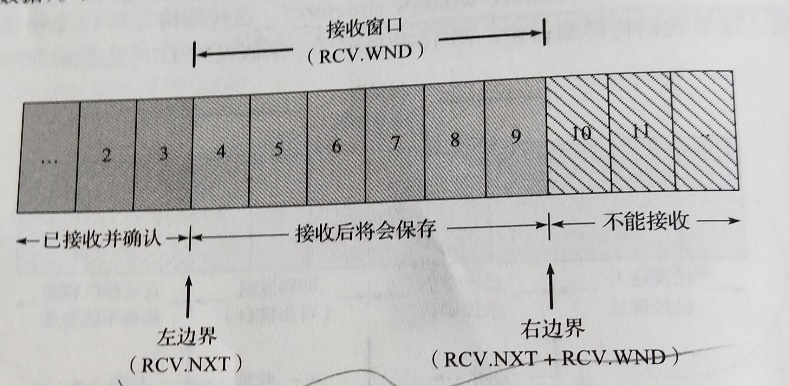 接收窗口
(RCV.WND)
… 2 3 4 5 6 7 8 9 10 11 …
已接收并确认 接收后将会保存 不能接收
左边界 右边界
(RCV.NXT) (RCV.NXT + RCV.WND)